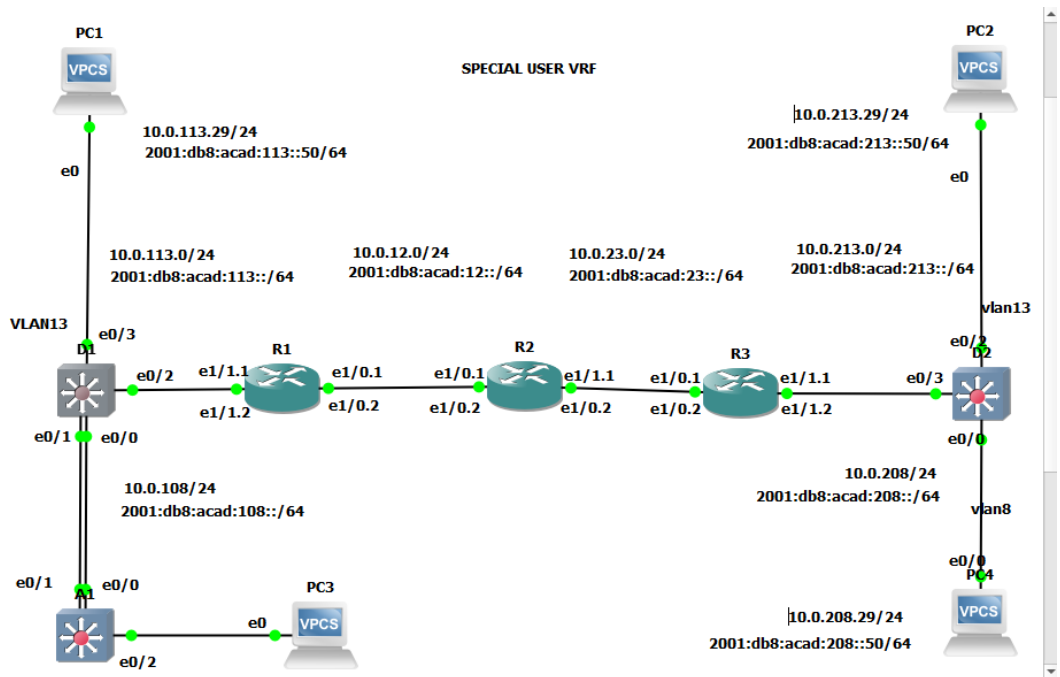 PC1
VPCS
SPECIAL USER VRF
PC2
VPCS
10.0.113.29/24
2001:db8:acad:113::50/64
e0
10.0.213.29/24
2001:db8:acad:213::50/64
e0
10.0.113.0/24
2001:db8:acad:113::/64
10.0.12.0/24
2001:db8:acad:12::/64
10.0.23.0/24
2001:db8:acad:23::/64
10.0.213.0/24
2001:db8:acad:213::/64
vlan13
VLAN13
e0/3
D1
e0/2
e1/1.1
e1/1.2
R1
e1/0.1
e1/0.2
R2
e1/0.1
e1/0.2
e1/1.1
e1/0.2
R3
e1/0.1
e1/0.2
e1/1.1
e1/1.2
e0/2
D2
e0/3
e0/1
e0/0
e0/0
10.0.108/24
2001:db8:acad:108::/64
10.0.208/24
2001:db8:acad:208::/64
vlan8
e0/1
e0/0
A1
e0/2
PC3
e0
VPCS
e0/0
PC4
VPCS
10.0.208.29/24
2001:db8:acad:208::50/64